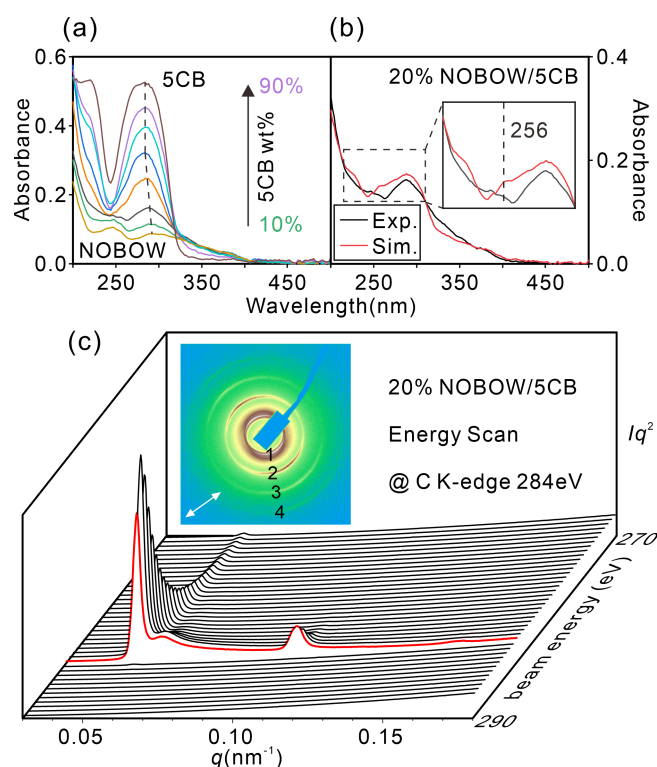 (a)
(b)
0.6
0.4
0.2
0.0
Absorbance
5CB
90%
5CB wt%
10%
NOBOW
250
350
450
20% NOBOW/5CB
256
Exp.
Sim.
0.4
0.2
0.0
Absorbance
250
350
450
Wavelength(nm)
(c)
1
2
3
4
20% NOBOW/5CB
Energy Scan
@ C K-edge 284eV
Iq²
270
beam energy (eV)
290
0.05
0.10
0.15
q(nm⁻¹)